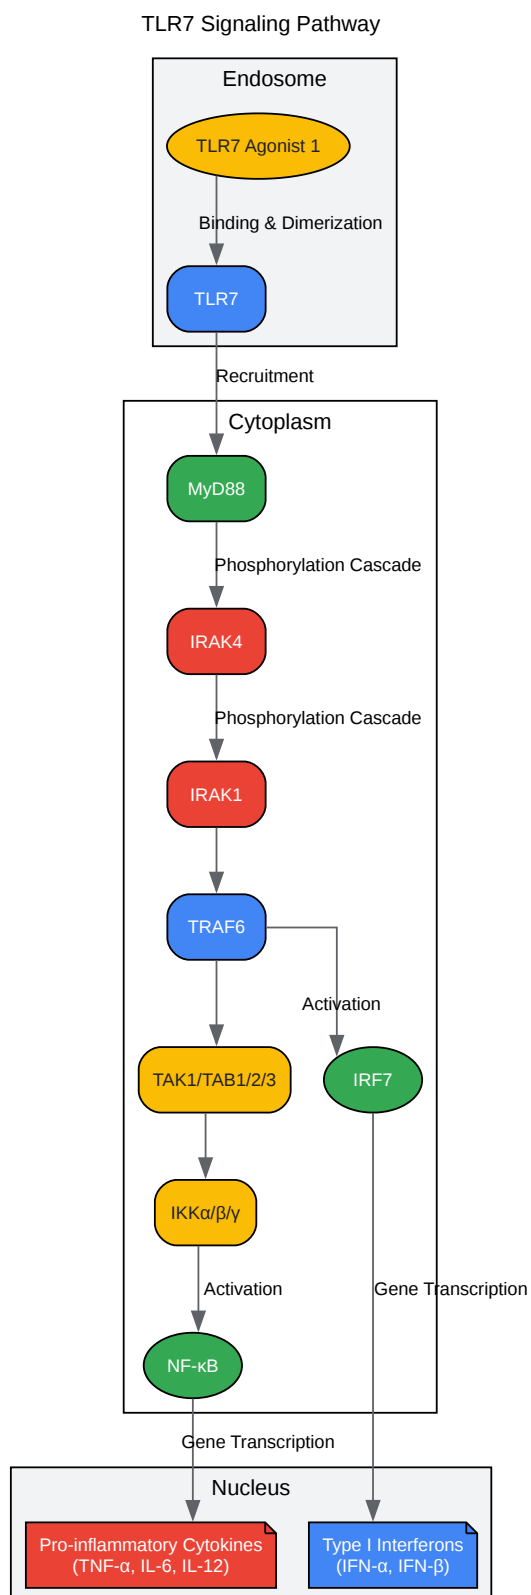 TLR7 Signaling Pathway
Endosome
TLR7 Agonist 1
Binding & Dimerization
TLR7
Recruitment
Cytoplasm
MyD88
Phosphorylation Cascade
IRAK4
Phosphorylation Cascade
IRAK1
TRAF6
Activation
TAK1/TAB1/2/3
IRF7
IKKα/β/γ
Activation
Gene Transcription
NF-κB
Gene Transcription
Nucleus
Pro-inflammatory Cytokines
(TNF-α, IL-6, IL-12)
Type I Interferons
(IFN-α, IFN-β)